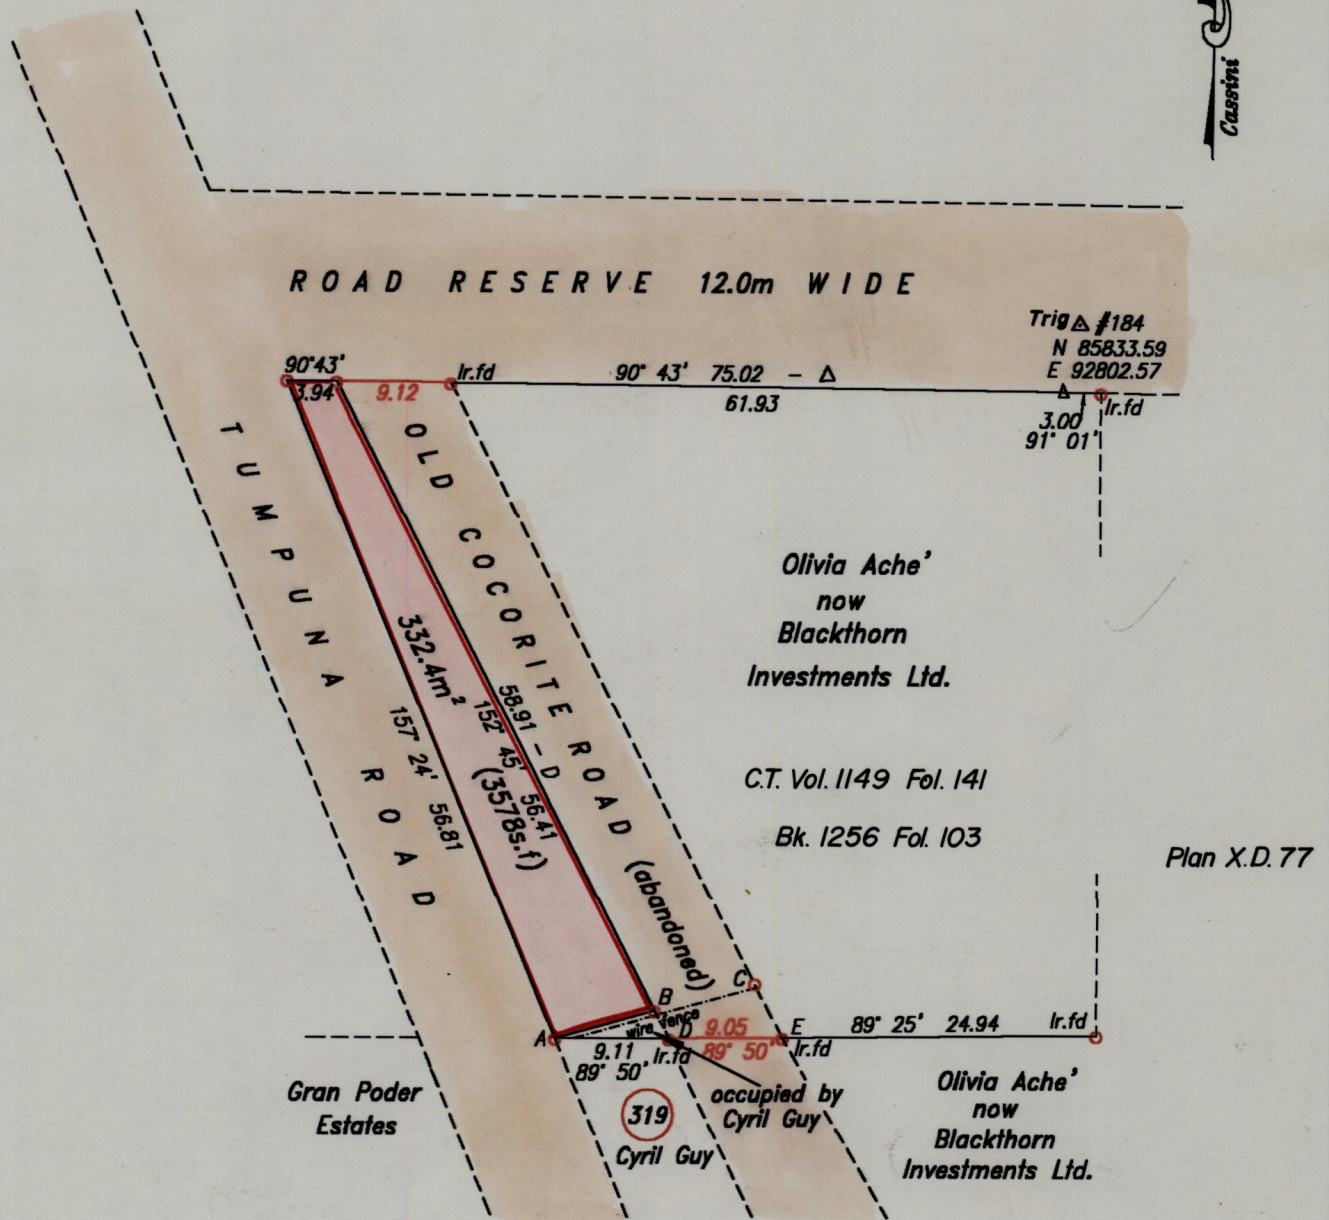 Cassini
ROAD RESERVE 12.0m WIDE
Trig △ #184
N 85833.59
E 92802.57
90°43'
3.94
9.12
Ir.fd
90° 43' 75.02 – △
61.93
Ir.fd
3.00
91° 01'
TUMPUNA ROAD
OLD COCORITE ROAD (abandoned)
332.4m²
(3578s.f)
157° 24' 56.81
58.91 – D
152° 45' 56.41
Olivia Ache'
now
Blackthorn
Investments Ltd.
C.T. Vol. 1149 Fol. 141
Bk. 1256 Fol. 103
Plan X.D. 77
A
B
C
wire fence
D
9.05
E
89° 25' 24.94
Ir.fd
9.11
89° 50'
Ir.fd
89° 50'
Ir.fd
Gran Poder
Estates
319
Cyril Guy
occupied by
Cyril Guy
Olivia Ache'
now
Blackthorn
Investments Ltd.